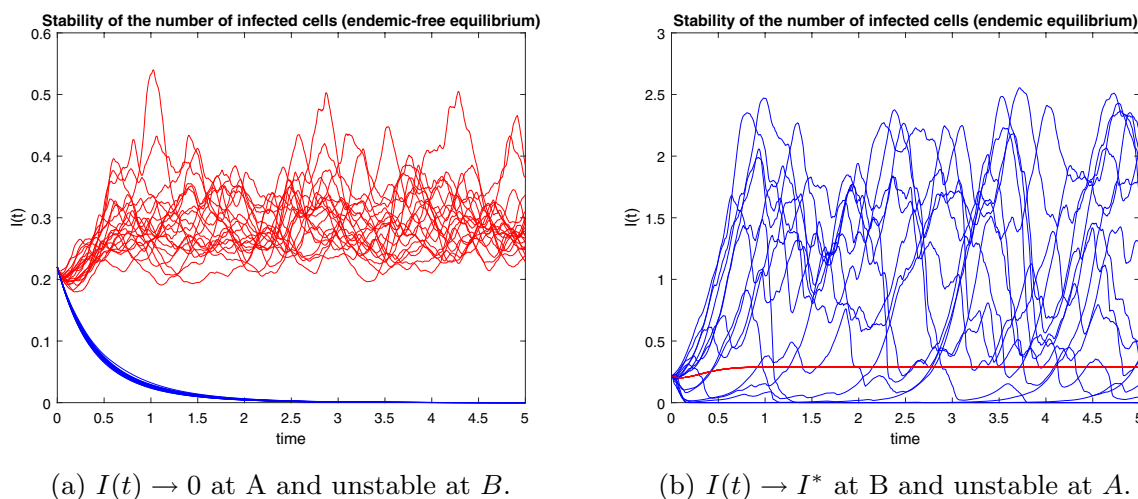 Stability of the number of infected cells (endemic-free equilibrium)
0.6
0.5
0.4
0.3
0.2
0.1
0
I(t)
0 0.5 1 1.5 2 2.5 3 3.5 4 4.5 5
time
(a) I(t) → 0 at A and unstable at B.
Stability of the number of infected cells (endemic equilibrium)
3
2.5
2
1.5
1
0.5
0
I(t)
0 0.5 1 1.5 2 2.5 3 3.5 4 4.5 5
time
(b) I(t) → I* at B and unstable at A.